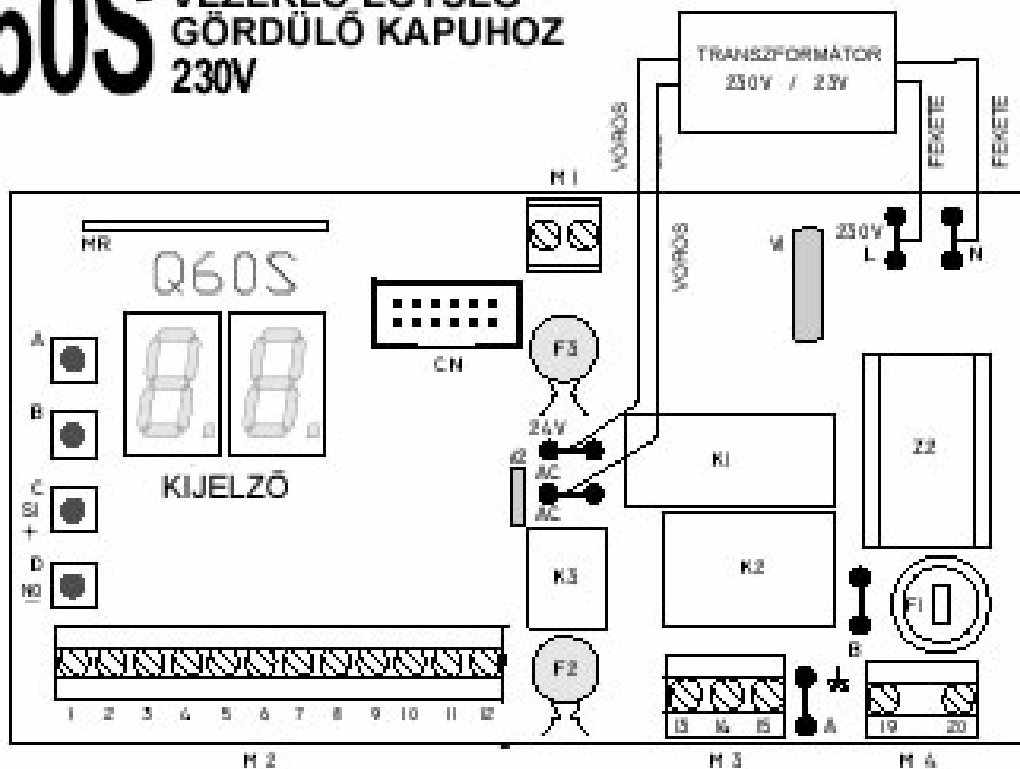 60S
GÖRDÜLŐ KAPUHOZ
230V
TRANSZFORMÁTOR
230V / 23V
VÖRÖS
FEKETE
FEKETE
M1
MR
Q60S
VÖRÖS
230V
L
N
A
CN
F3
B
24V
K1
Z2
AC
KIJELZŐ
C
S1
+
AC
D
NO
K3
K2
F1
B
F2
1 2 3 4 5 6 7 8 9 10 11 12
13 14 15
A
19 20
M2
M3
M4